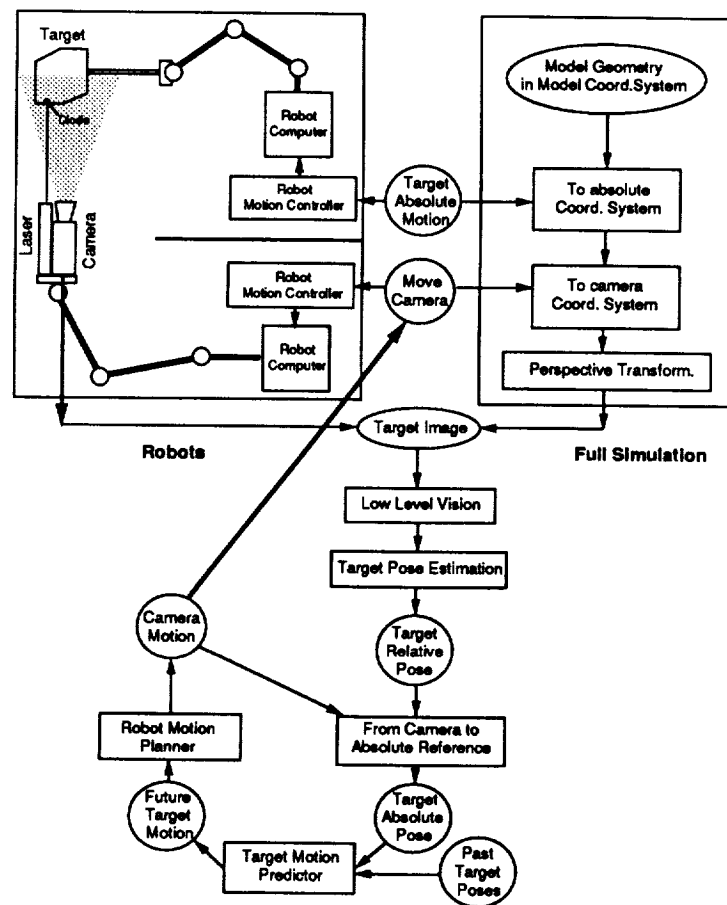 Target
Diode
Laser
Camera
Robot
Computer
Robot
Motion Controller
Robot
Motion Controller
Robot
Computer
Target
Absolute
Motion
Move
Camera
Model Geometry
in Model Coord.System
To absolute
Coord. System
To camera
Coord. System
Perspective Transform.
Robots
Target Image
Full Simulation
Low Level Vision
Target Pose Estimation
Camera
Motion
Target
Relative
Pose
Robot Motion
Planner
From Camera to
Absolute Reference
Future
Target
Motion
Target
Absolute
Pose
Target Motion
Predictor
Past
Target
Poses